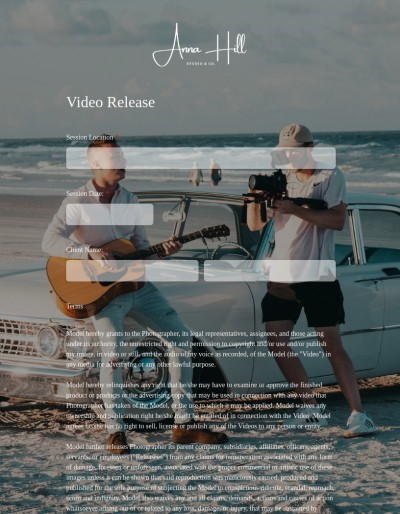 Anna Hill
DESIGN & CO.
Video Release
Session Location
Session Date:
Client Name:
Terms
Model hereby grants to the Photographer, its legal representatives, assignees, and those acting
under its authority, the unrestricted right and permission to copyright and/or use and/or publish
my image, in video or still, and the audio of my voice as recorded, of the Model (the "Video") in
any media for advertising or any other lawful purpose.
Model hereby relinquishes any right that he/she may have to examine or approve the finished
product or products or the advertising copy that may be used in connection with any video that
Photographer has taken of the Model, or the use to which it may be applied. Model waives any
ownership and publication right he/she might be entitled of in connection with the Video. Model
agrees he/she has no right to sell, license or publish any of the Videos to any person or entity.
Model further releases Photographer its parent company, subsidiaries, affiliates, officers, agents,
servants, or employees ("Releasees") from any claims for remuneration associated with any form
of damage, foreseen or unforeseen, associated with the proper commercial or artistic use of these
images unless it can be shown that said reproduction was maliciously caused, produced and
published for the sole purpose of subjecting the Model to conspicuous ridicule, scandal, reproach,
scorn and indignity. Model also waives any and all claims, demands, actions and causes of action
whatsoever arising out of or related to any loss, damage, or injury, that may be sustained by